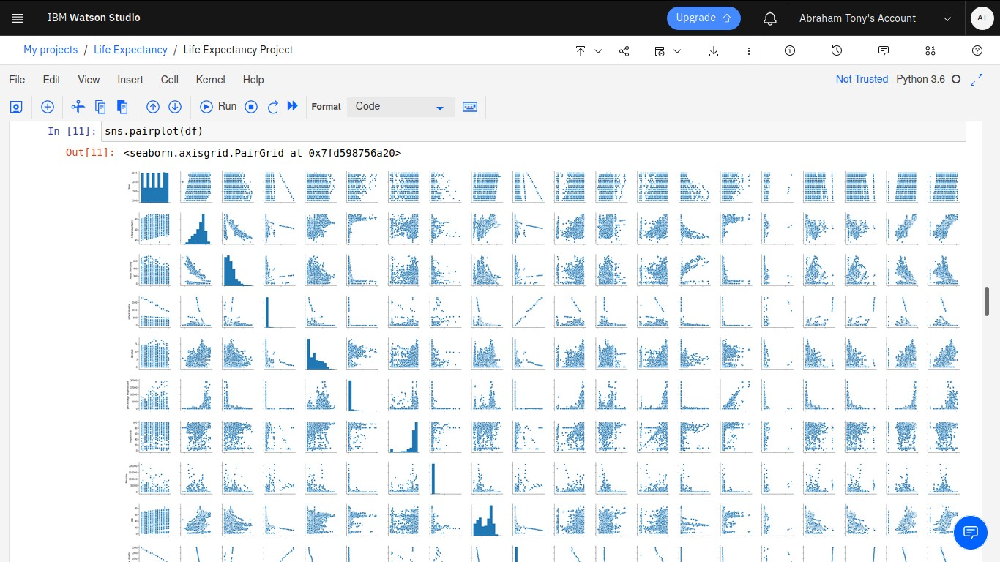 IBM Watson Studio
Upgrade
Abraham Tony's Account
AT
My projects / Life Expectancy / Life Expectancy Project
File Edit View Insert Cell Kernel Help
Not Trusted | Python 3.6
Run
Format
Code
In [11]: sns.pairplot(df)
Out[11]: <seaborn.axisgrid.PairGrid at 0x7fd598756a20>